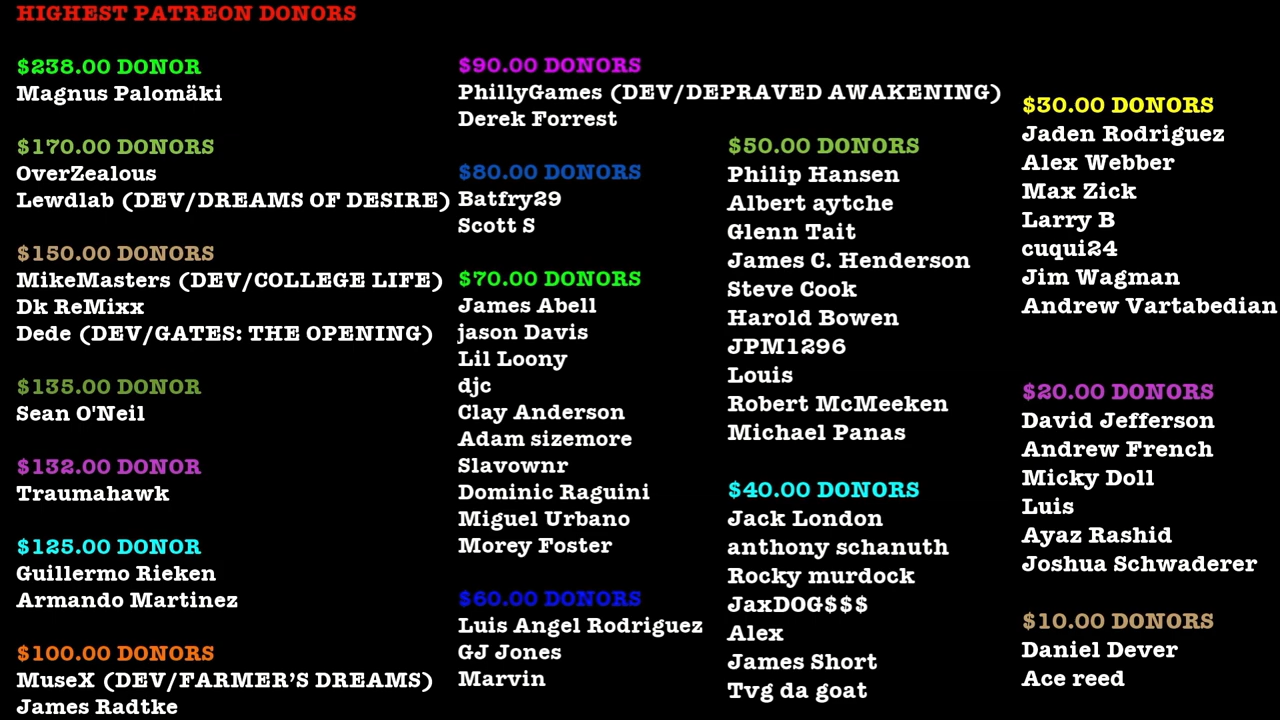 HIGHEST PATREON DONORS
$238.00 DONOR
Magnus Palomäki
$170.00 DONORS
OverZealous
Lewdlab (DEV/DREAMS OF DESIRE)
$150.00 DONORS
MikeMasters (DEV/COLLEGE LIFE)
Dk ReMixx
Dede (DEV/GATES: THE OPENING)
$135.00 DONOR
Sean O'Neil
$132.00 DONOR
Traumahawk
$125.00 DONOR
Guillermo Rieken
Armando Martinez
$100.00 DONORS
MuseX (DEV/FARMER’S DREAMS)
James Radtke
$90.00 DONORS
PhillyGames (DEV/DEPRAVED AWAKENING)
Derek Forrest
$80.00 DONORS
Batfry29
Scott S
$70.00 DONORS
James Abell
jason Davis
Lil Loony
djc
Clay Anderson
Adam sizemore
Slavownr
Dominic Raguini
Miguel Urbano
Morey Foster
$60.00 DONORS
Luis Angel Rodriguez
GJ Jones
Marvin
$50.00 DONORS
Philip Hansen
Albert aytche
Glenn Tait
James C. Henderson
Steve Cook
Harold Bowen
JPM1296
Louis
Robert McMeeken
Michael Panas
$40.00 DONORS
Jack London
anthony schanuth
Rocky murdock
JaxDOG$$$
Alex
James Short
Tvg da goat
$30.00 DONORS
Jaden Rodriguez
Alex Webber
Max Zick
Larry B
cuqui24
Jim Wagman
Andrew Vartabedian
$20.00 DONORS
David Jefferson
Andrew French
Micky Doll
Luis
Ayaz Rashid
Joshua Schwaderer
$10.00 DONORS
Daniel Dever
Ace reed